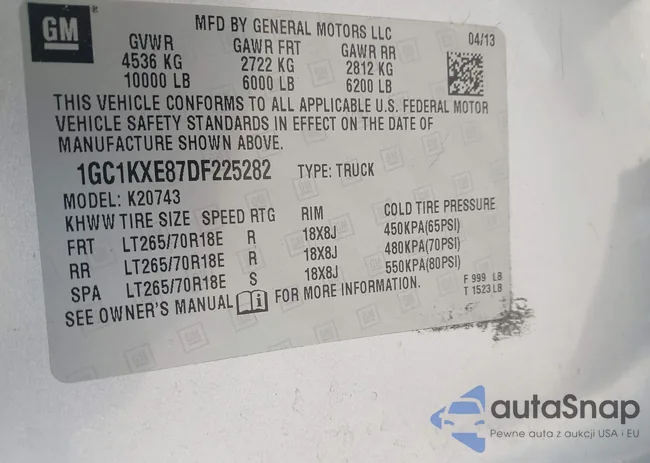 GM
MFD BY GENERAL MOTORS LLC
GVWR GAWR FRT GAWR RR 04/13
4536 KG 2722 KG 2812 KG
10000 LB 6000 LB 6200 LB
THIS VEHICLE CONFORMS TO ALL APPLICABLE U.S. FEDERAL MOTOR
VEHICLE SAFETY STANDARDS IN EFFECT ON THE DATE OF
MANUFACTURE SHOWN ABOVE.
1GC1KXE87DF225282 TYPE: TRUCK
MODEL: K20743
KHWW TIRE SIZE SPEED RTG RIM COLD TIRE PRESSURE
FRT LT265/70R18E R 18X8J 450KPA(65PSI)
RR LT265/70R18E R 18X8J 480KPA(70PSI)
SPA LT265/70R18E S 18X8J 550KPA(80PSI)
SEE OWNER'S MANUAL FOR MORE INFORMATION.
F 999 LB
T 1523 LB
autaSnap
Pewne auta z aukcji USA i EU